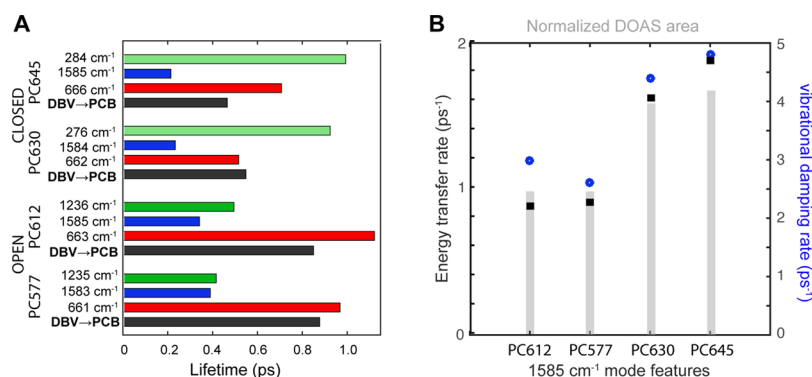 A
CLOSED
PC645
284 cm⁻¹
1585 cm⁻¹
666 cm⁻¹
DBV→PCB
PC630
276 cm⁻¹
1584 cm⁻¹
662 cm⁻¹
DBV→PCB
OPEN
PC612
1236 cm⁻¹
1585 cm⁻¹
663 cm⁻¹
DBV→PCB
PC577
1235 cm⁻¹
1583 cm⁻¹
661 cm⁻¹
DBV→PCB
0 0.2 0.4 0.6 0.8 1.0
Lifetime (ps)
B
Normalized DOAS area
Energy transfer rate (ps⁻¹)
2
1
0
5
4
3
2
1
0
vibrational damping rate (ps⁻¹)
PC612 PC577 PC630 PC645
1585 cm⁻¹ mode features